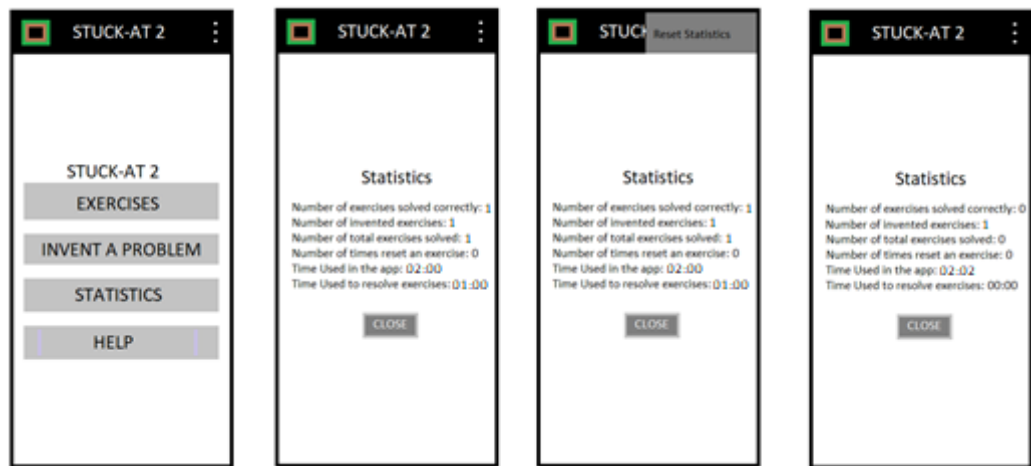 STUCK-AT 2
STUCK-AT 2
EXERCISES
INVENT A PROBLEM
STATISTICS
HELP
STUCK-AT 2
Statistics
Number of exercises solved correctly: 1
Number of invented exercises: 1
Number of total exercises solved: 1
Number of times reset an exercise: 0
Time Used in the app: 02:00
Time Used to resolve exercises: 01:00
CLOSE
STUCK
Reset Statistics
Statistics
Number of exercises solved correctly: 1
Number of invented exercises: 1
Number of total exercises solved: 1
Number of times reset an exercise: 0
Time Used in the app: 02:00
Time Used to resolve exercises: 01:00
CLOSE
STUCK-AT 2
Statistics
Number of exercises solved correctly: 0
Number of invented exercises: 1
Number of total exercises solved: 0
Number of times reset an exercise: 0
Time Used in the app: 02:02
Time Used to resolve exercises: 00:00
CLOSE